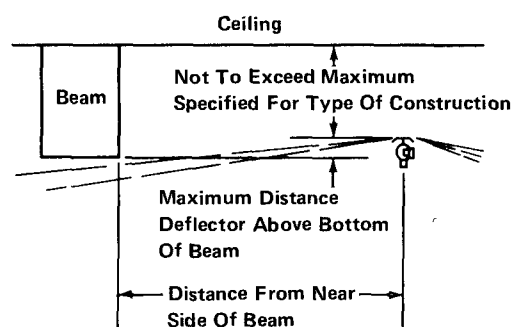 Ceiling
Not To Exceed Maximum
Specified For Type Of Construction
Beam
Maximum Distance
Deflector Above Bottom
Of Beam
Distance From Near
Side Of Beam